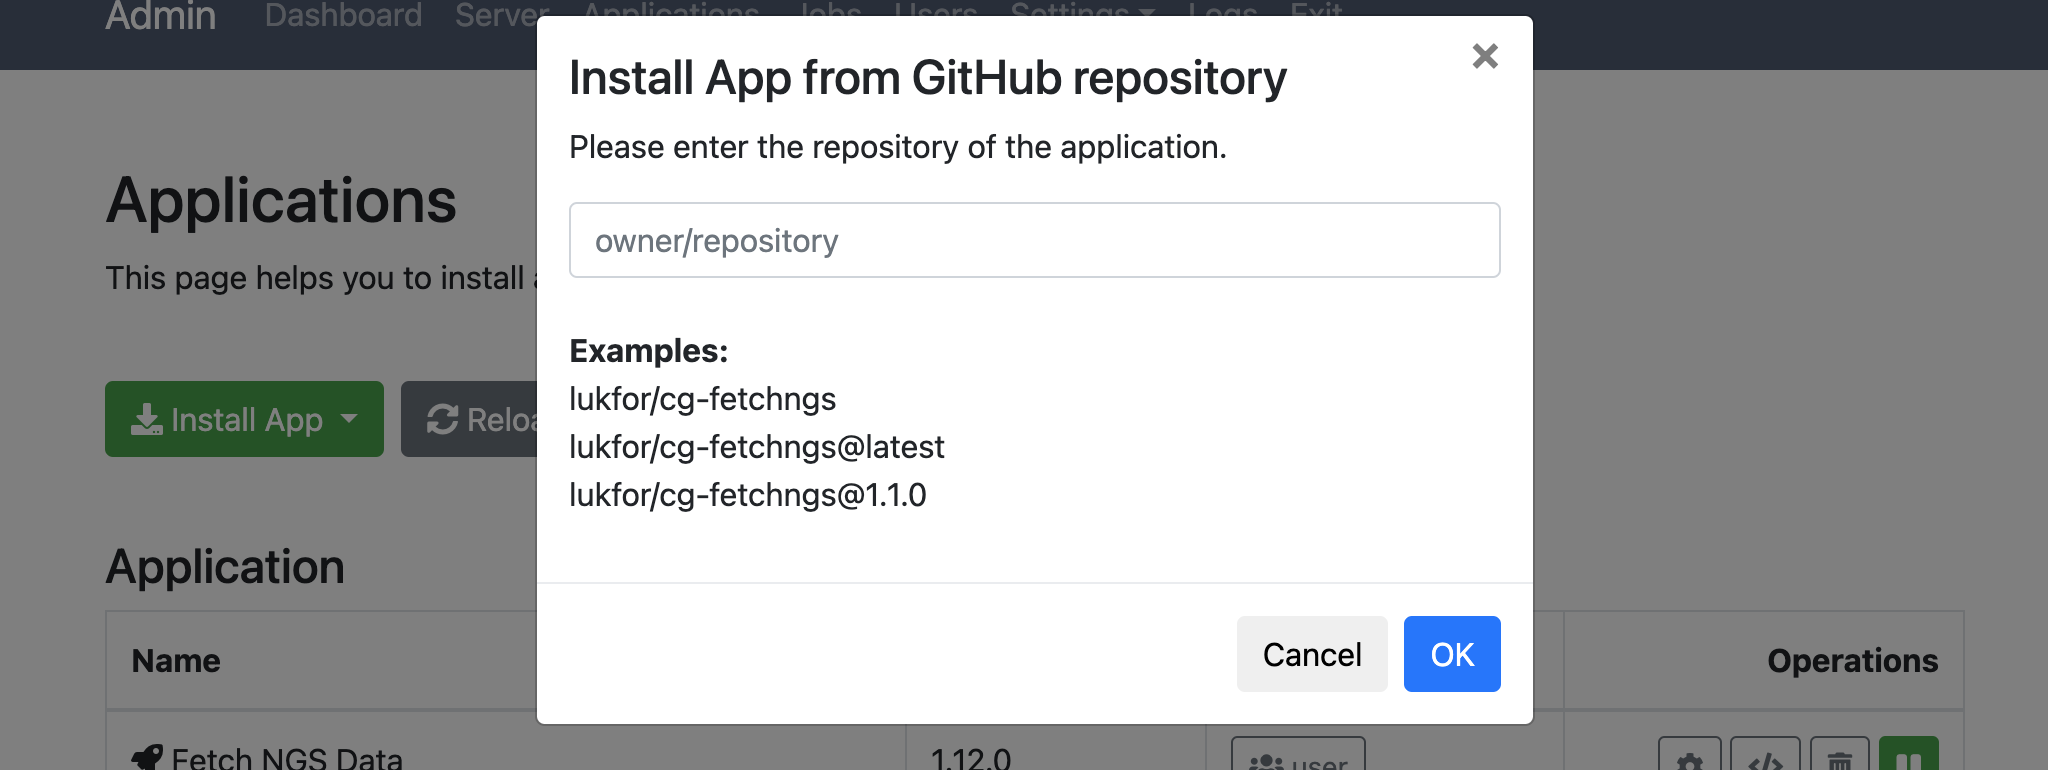 Admin Dashboard Server Applications Jobs Users Settings Logs Exit
Install App from GitHub repository
Please enter the repository of the application.
owner/repository
Examples:
lukfor/cg-fetchngs
lukfor/cg-fetchngs@latest
lukfor/cg-fetchngs@1.1.0
Cancel OK
Applications
This page helps you to install
Install App
Application
Name Operations
Fetch NGS Data 1.12.0 user